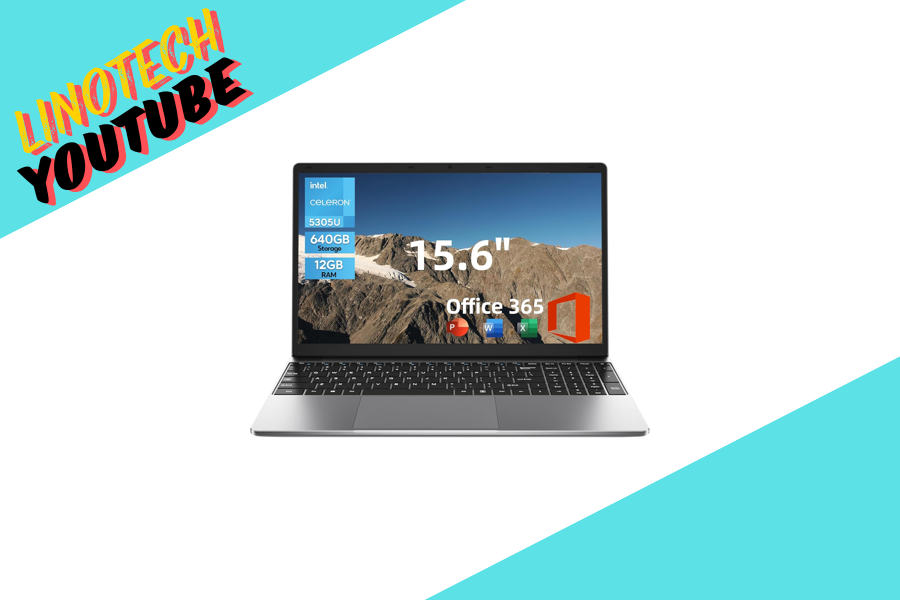 LINOTECH
YOUTUBE
intel
CELERON
5305U
640GB
Storage
12GB
RAM
15.6"
Office 365
P
W
X